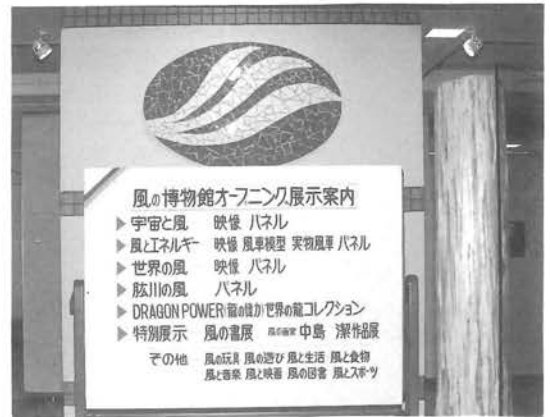 風の博物館オープニング展示案内
▶宇宙と風 映像 パネル
▶風とエネルギー 映像 風車模型 実物風車 パネル
▶世界の風 映像 パネル
▶肱川の風 パネル
▶DRAGON POWER(龍の偉力)世界の龍コレクション
▶特別展示 風の書展 風の画家 中島 潔作品展
その他 風の玩具 風の遊び 風と生活 風と食物
風と音楽 風と映画 風の図書 風とスポーツ